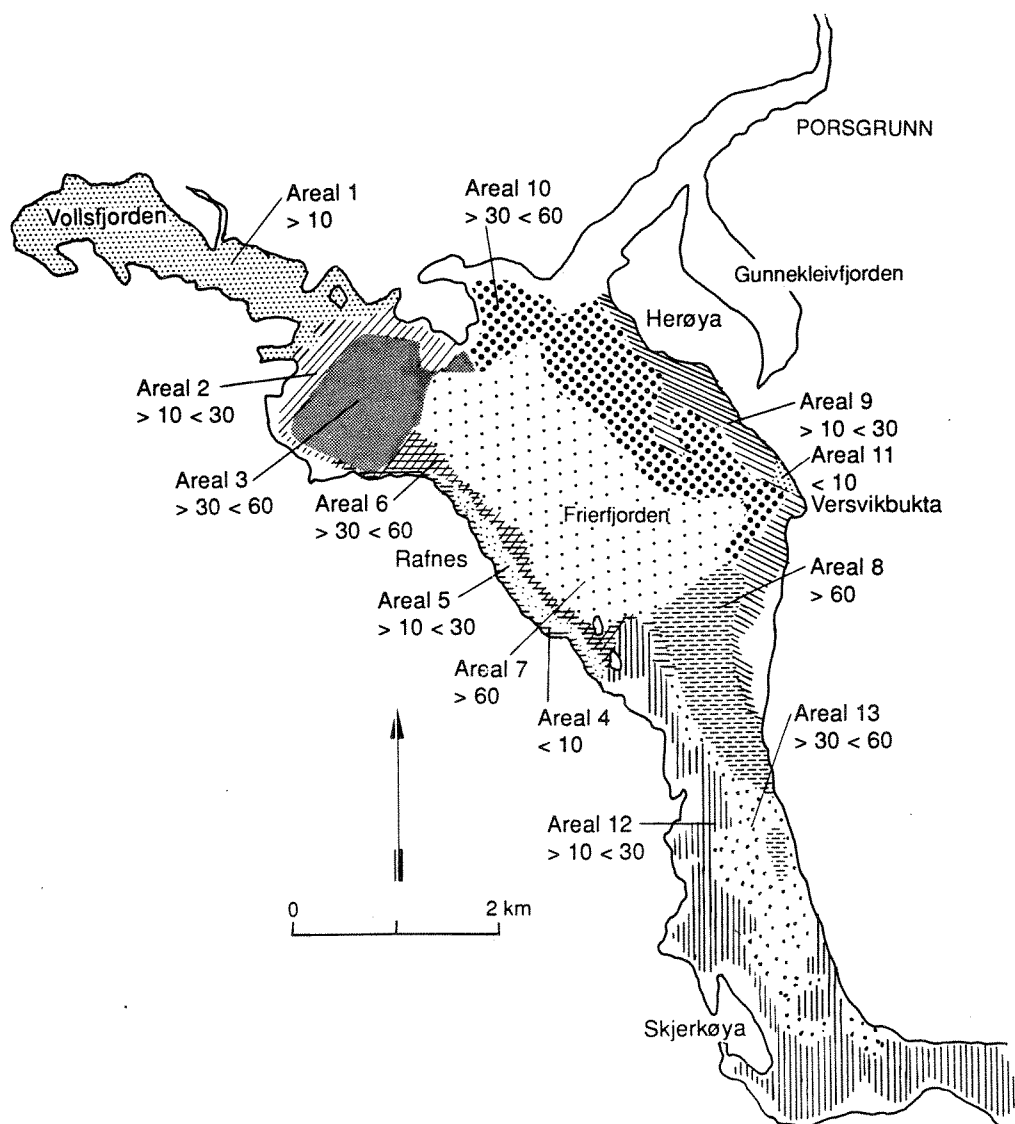 PORSGRUNN
Vollsfjorden
Areal 1
> 10
Areal 10
> 30 < 60
Gunnekleivfjorden
Herøya
Areal 2
> 10 < 30
Areal 9
> 10 < 30
Areal 11
< 10
Versvikbukta
Areal 3
> 30 < 60
Areal 6
> 30 < 60
Frierfjorden
Rafnes
Areal 8
> 60
Areal 5
> 10 < 30
Areal 7
> 60
Areal 4
< 10
Areal 13
> 30 < 60
Areal 12
> 10 < 30
0 2 km
Skjerkøya